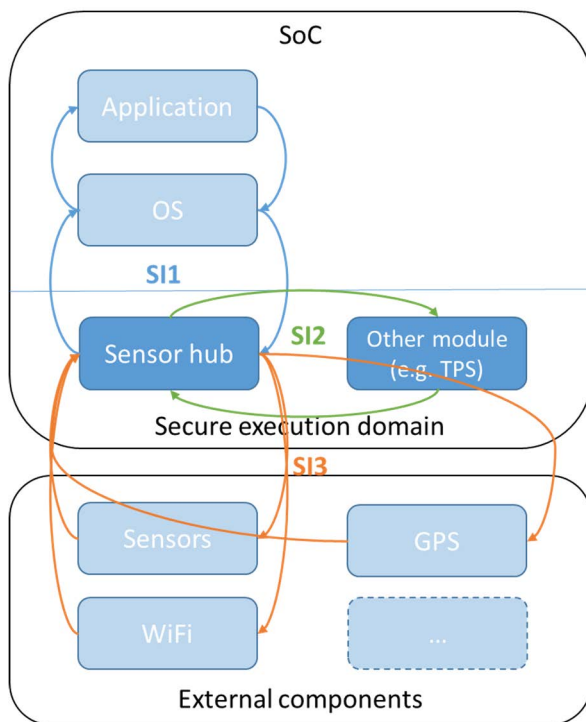 SoC
Application
OS
SI1
Sensor hub
SI2
Other module
(e.g. TPS)
Secure execution domain
SI3
Sensors
GPS
WiFi
...
External components